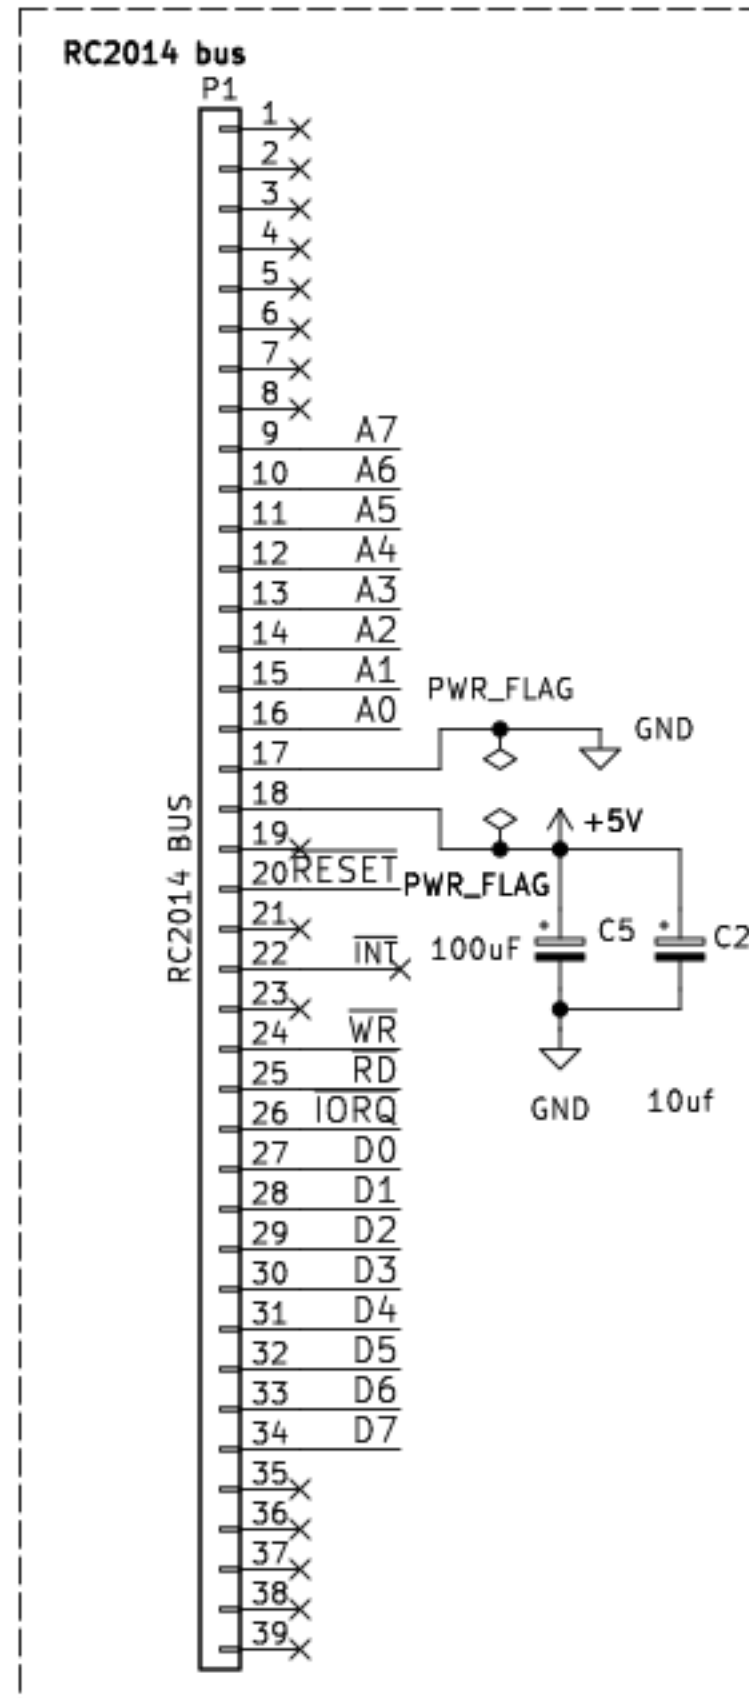 RC2014 bus
P1
1
2
3
4
5
6
7
8
9 A7
10 A6
11 A5
12 A4
13 A3
14 A2
15 A1
PWR_FLAG
16 A0
GND
17
18
+5V
19
20 RESET
PWR_FLAG
RC2014 BUS
21
100uF C5 C2
22 INT
23
24 WR
25 RD
26 IORQ
GND 10uf
27 D0
28 D1
29 D2
30 D3
31 D4
32 D5
33 D6
34 D7
35
36
37
38
39